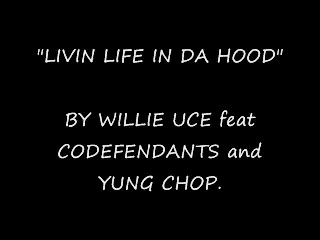 "LIVIN LIFE IN DA HOOD"
BY WILLIE UCE feat
CODEFENDANTS and
YUNG CHOP.